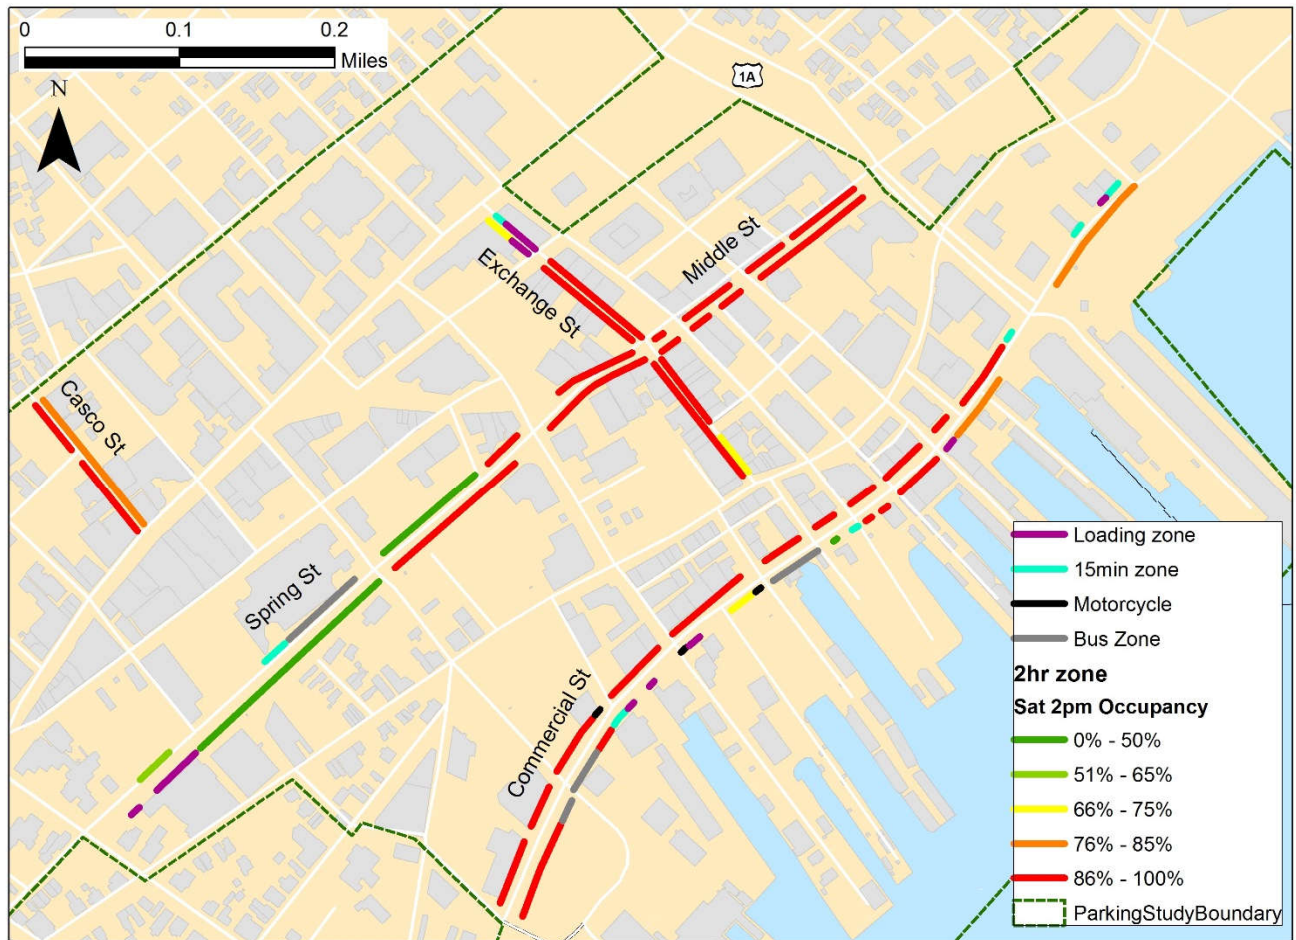 0 0.1 0.2
Miles
N
1A
Middle St
Exchange St
Casco St
Spring St
Commercial St
Loading zone
15min zone
Motorcycle
Bus Zone
2hr zone
Sat 2pm Occupancy
0% - 50%
51% - 65%
66% - 75%
76% - 85%
86% - 100%
ParkingStudyBoundary